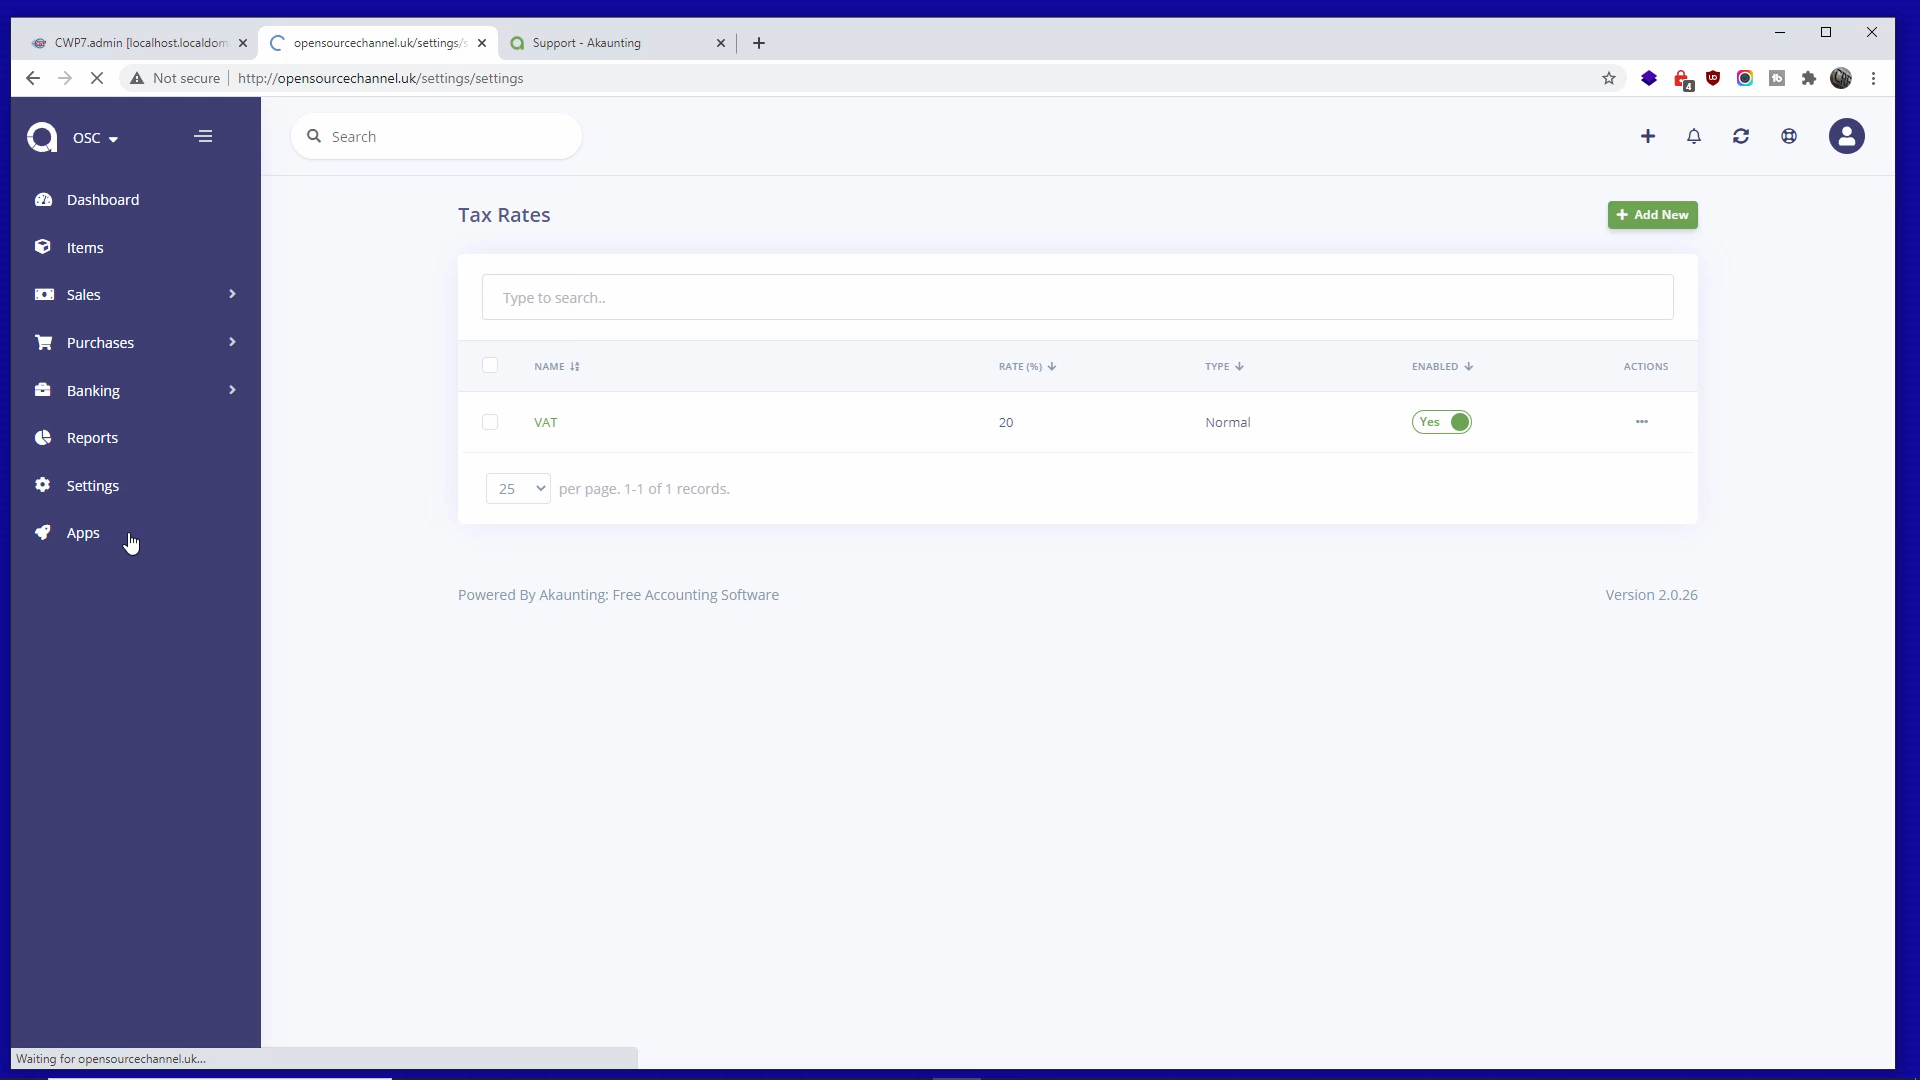 CWP7.admin [localhost.localdom
opensourcechannel.uk/settings/s
Support - Akaunting
Not secure
http://opensourcechannel.uk/settings/settings
4
OSC
Search
Dashboard
Items
Sales
Purchases
Banking
Reports
Settings
Apps
Tax Rates
Add New
Type to search..
NAME RATE (%) TYPE ENABLED ACTIONS
VAT 20 Normal Yes
25 per page. 1-1 of 1 records.
Powered By Akaunting: Free Accounting Software
Version 2.0.26
Waiting for opensourcechannel.uk...